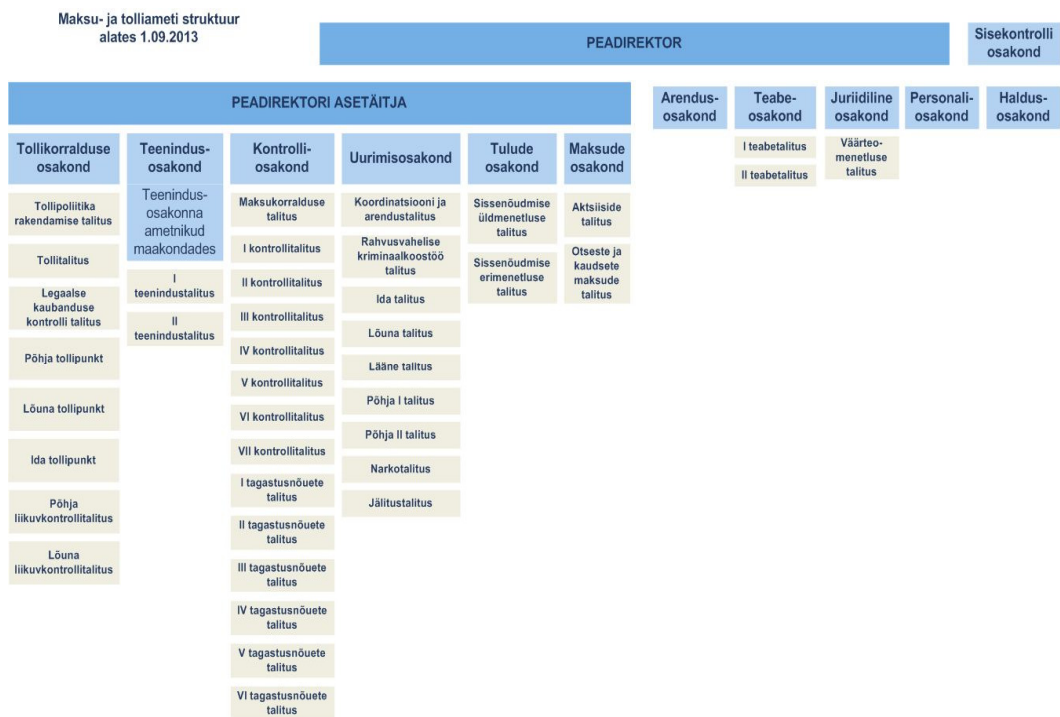 Maksu- ja tolliameti struktuur
alates 1.09.2013
PEADIREKTOR
Sisekontrolli
osakond
PEADIREKTORI ASETÄITJA
Arendus-
osakond
Teabe-
osakond
Juriidiline
osakond
Personali-
osakond
Haldus-
osakond
I teabetalitus
II teabetalitus
Väärteo-
menetluse
talitus
Tollikorralduse
osakond
Tollipoliitika
rakendamise talitus
Tollitalitus
Legaalse
kaubanduse
kontrolli talitus
Põhja tollipunkt
Lõuna tollipunkt
Ida tollipunkt
Põhja
liikuvkontrollitalitus
Lõuna
liikuvkontrollitalitus
Teenindus-
osakond
Teenindus-
osakonna
ametnikud
maakondades
I
teenindustalitus
II
teenindustalitus
Kontrolli-
osakond
Maksukorralduse
talitus
I kontrollitalitus
II kontrollitalitus
III kontrollitalitus
IV kontrollitalitus
V kontrollitalitus
VI kontrollitalitus
VII kontrollitalitus
I tagastusnõuete
talitus
II tagastusnõuete
talitus
III tagastusnõuete
talitus
IV tagastusnõuete
talitus
V tagastusnõuete
talitus
VI tagastusnõuete
talitus
Uurimisosakond
Koordinatsiooni ja
arendustalitus
Rahvusvahelise
kriminaalkoostöö
talitus
Ida talitus
Lõuna talitus
Lääne talitus
Põhja I talitus
Põhja II talitus
Narkotalitus
Jälitustalitus
Tulude
osakond
Sissenõudmise
üldmenetluse
talitus
Sissenõudmise
erimenetluse
talitus
Maksude
osakond
Aktsiiside
talitus
Otseste ja
kaudsete
maksude
talitus